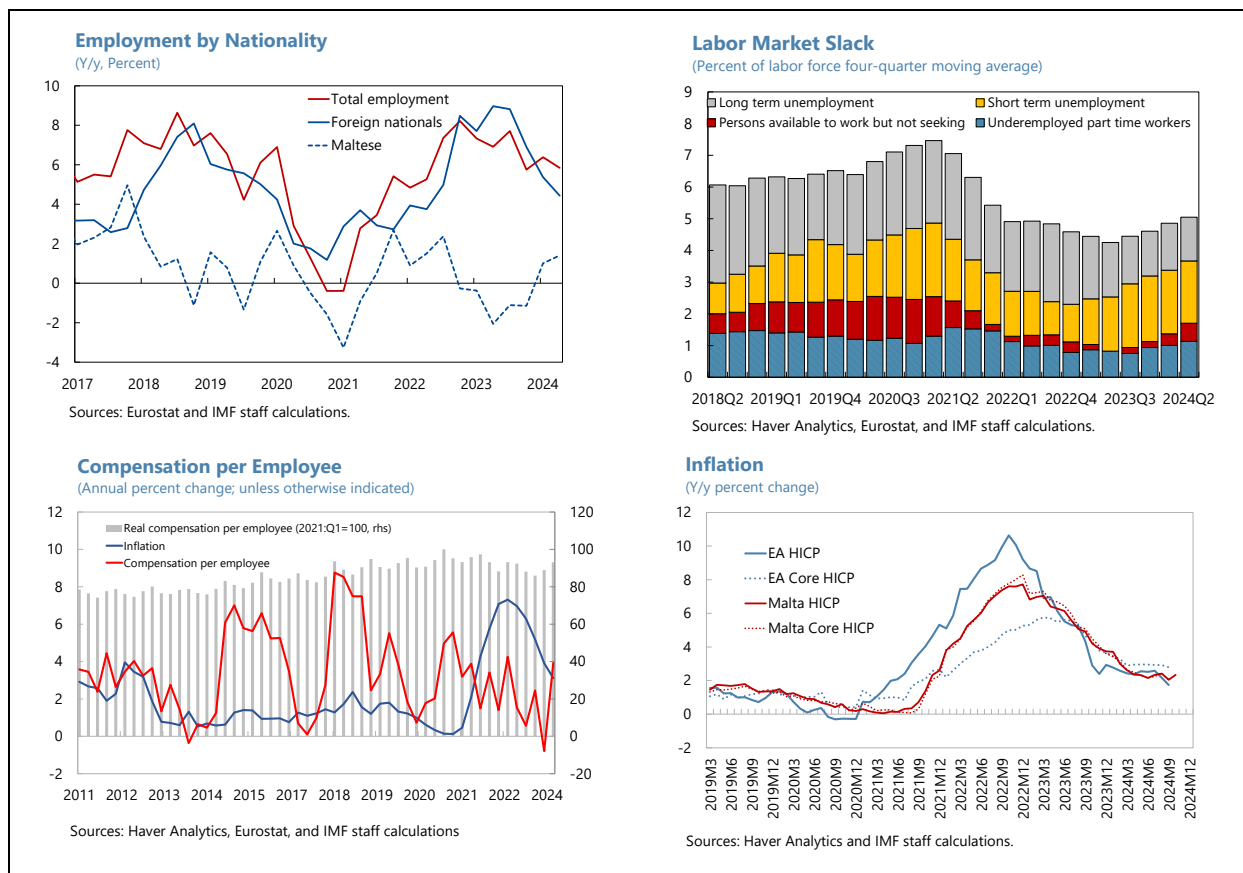 Employment by Nationality
(Y/y, Percent)
10
8
6
4
2
0
-2
-4
Total employment
Foreign nationals
Maltese
2017 2018 2019 2020 2021 2022 2023 2024
Sources: Eurostat and IMF staff calculations.
Labor Market Slack
(Percent of labor force four-quarter moving average)
9
8
7
6
5
4
3
2
1
0
Long term unemployment Short term unemployment
Persons available to work but not seeking Underemployed part time workers
2018Q2 2019Q1 2019Q4 2020Q3 2021Q2 2022Q1 2022Q4 2023Q3 2024Q2
Sources: Haver Analytics, Eurostat, and IMF staff calculations.
Compensation per Employee
(Annual percent change; unless otherwise indicated)
12 120
10 100
8 80
6 60
4 40
2 20
0 0
-2 -20
Real compensation per employee (2021:Q1=100, rhs)
Inflation
Compensation per employee
2011 2012 2013 2014 2015 2016 2017 2018 2019 2020 2021 2022 2024
Sources: Haver Analytics, Eurostat, and IMF staff calculations
Inflation
(Y/y percent change)
12
10
8
6
4
2
0
-2
EA HICP
EA Core HICP
Malta HICP
Malta Core HICP
2019M3
2019M6
2019M9
2019M12
2020M3
2020M6
2020M9
2020M12
2021M3
2021M6
2021M9
2021M12
2022M3
2022M6
2022M9
2022M12
2023M3
2023M6
2023M9
2023M12
2024M3
2024M6
2024M9
2024M12
Sources: Haver Analytics and IMF staff calculations.